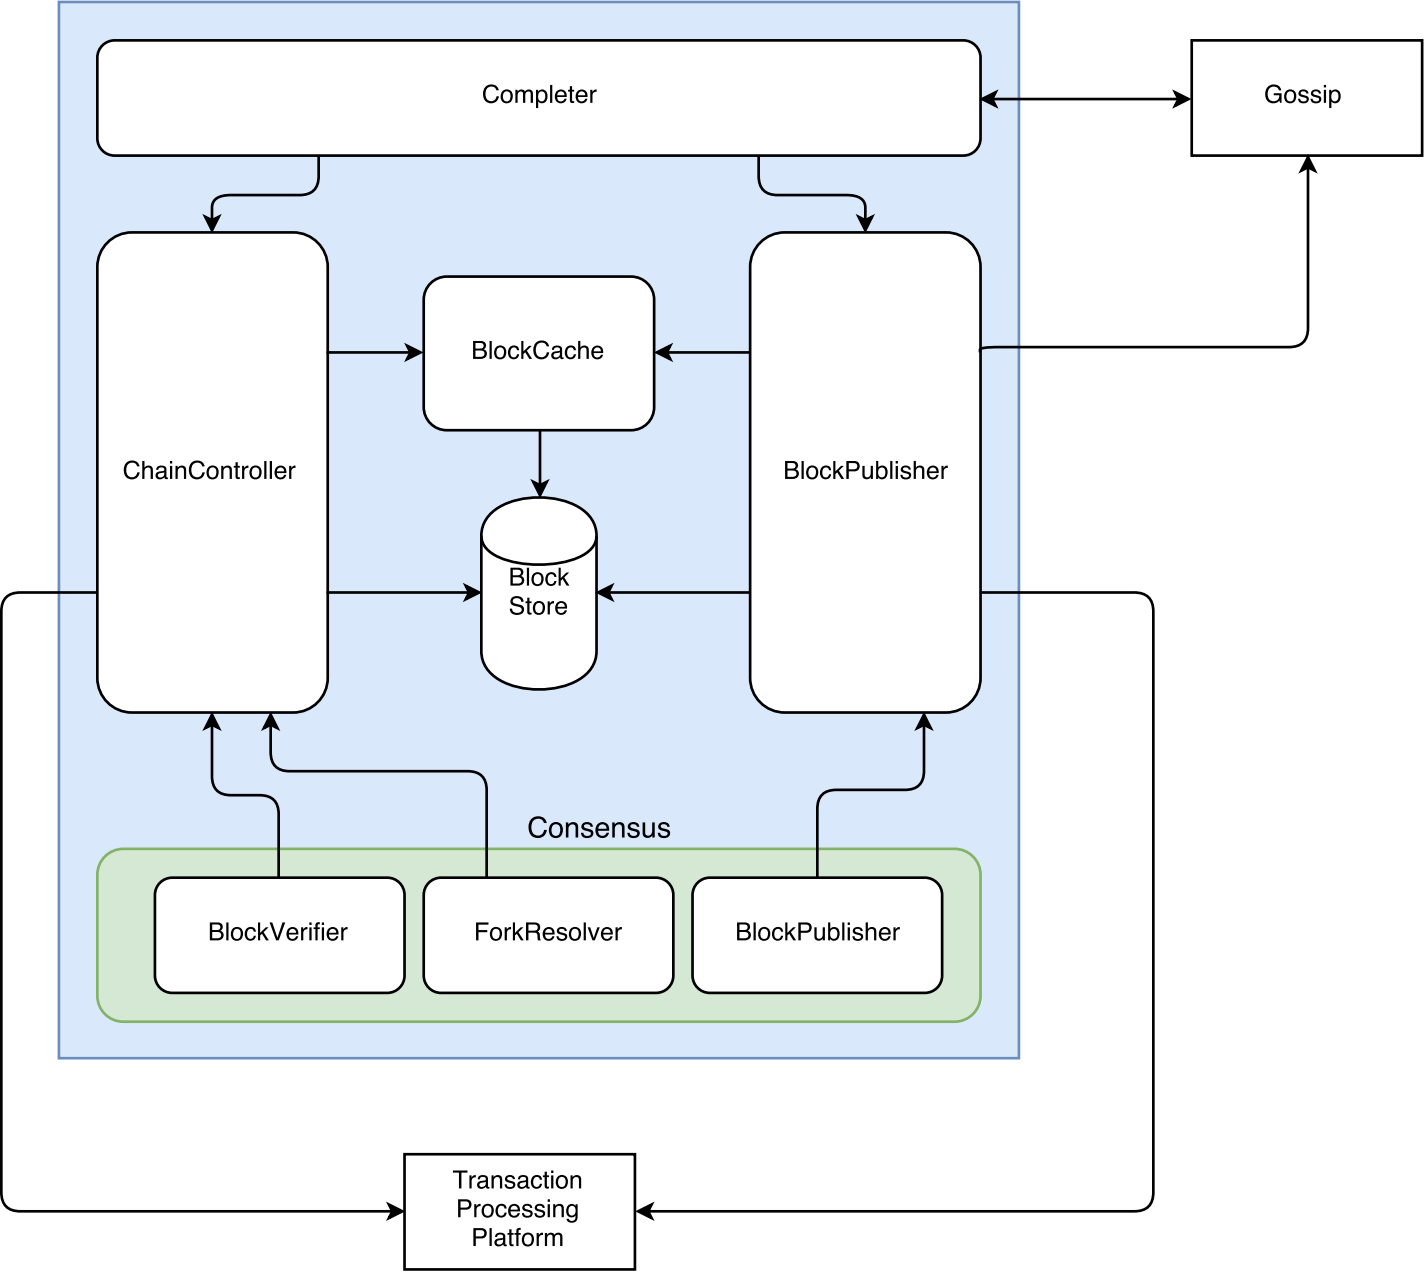 Completer
Gossip
BlockCache
ChainController
BlockPublisher
Block
Store
Consensus
BlockVerifier
ForkResolver
BlockPublisher
Transaction
Processing
Platform